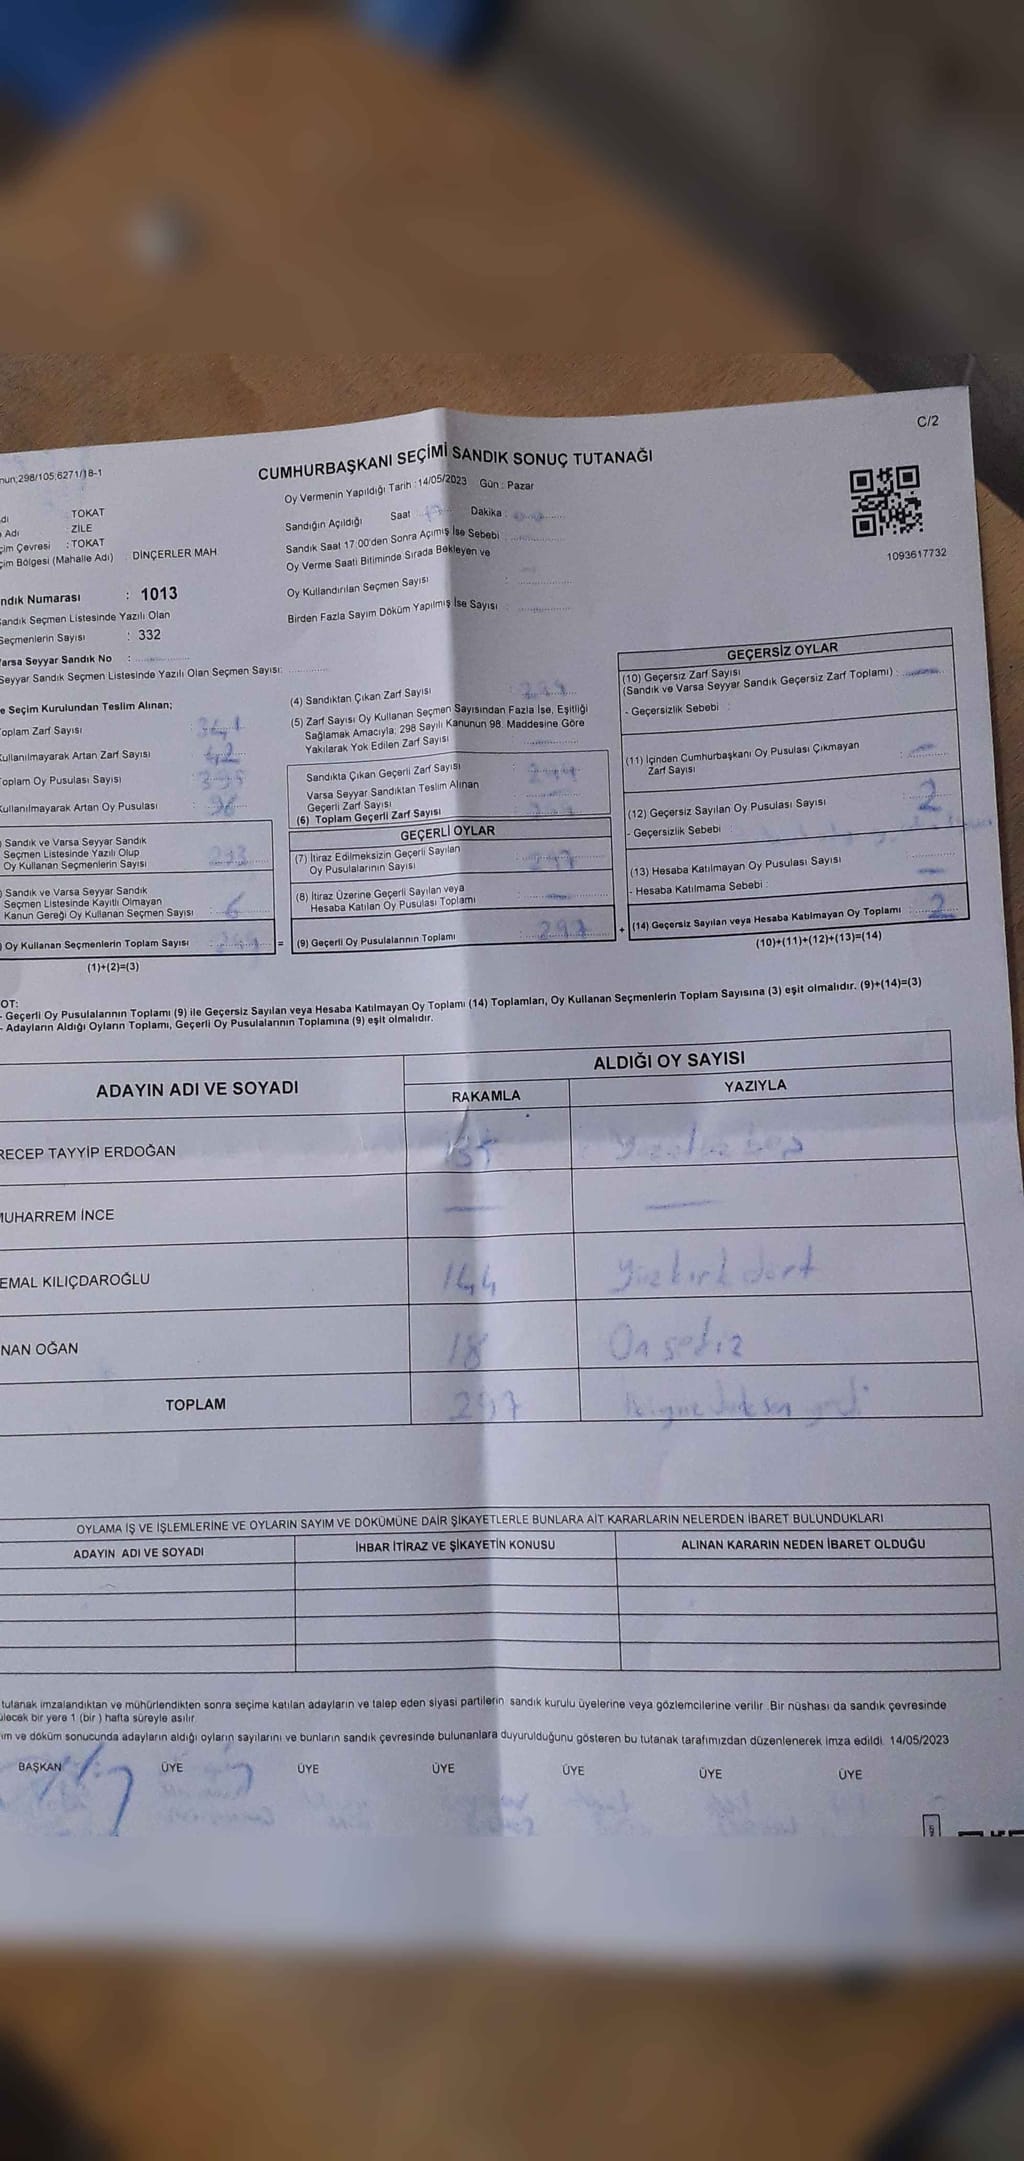 C/2
nun;298/105;6271/18-1
CUMHURBAŞKANI SEÇİMİ SANDIK SONUÇ TUTANAĞI
Oy Vermenin Yapıldığı Tarih : 14/05/2023 Gün : Pazar
dı : TOKAT
Adı : ZİLE
çim Çevresi : TOKAT
çim Bölgesi (Mahalle Adı) : DİNÇERLER MAH
Sandığın Açıldığı Saat : 17 Dakika :
Sandık Saat 17:00'den Sonra Açımış İse Sebebi :
Oy Verme Saati Bitiminde Sırada Bekleyen ve
Oy Kullandırılan Seçmen Sayısı :
Birden Fazla Sayım Döküm Yapılmış İse Sayısı :
1093617732
ndık Numarası : 1013
Sandık Seçmen Listesinde Yazılı Olan
Seçmenlerin Sayısı : 332
Varsa Seyyar Sandık No :
Seyyar Sandık Seçmen Listesinde Yazılı Olan Seçmen Sayısı:
e Seçim Kurulundan Teslim Alınan;
oplam Zarf Sayısı : 341
Kullanılmayarak Artan Zarf Sayısı : 42
oplam Oy Pusulası Sayısı :
Kullanılmayarak Artan Oy Pusulası :
) Sandık ve Varsa Seyyar Sandık
Seçmen Listesinde Yazılı Olup
Oy Kullanan Seçmenlerin Sayısı : 293
) Sandık ve Varsa Seyyar Sandık
Seçmen Listesinde Kayıtlı Olmayan
Kanun Gereği Oy Kullanan Seçmen Sayısı : 6
) Oy Kullanan Seçmenlerin Toplam Sayısı :
(1)+(2)=(3)
=
(4) Sandıktan Çıkan Zarf Sayısı : 299
(5) Zarf Sayısı Oy Kullanan Seçmen Sayısından Fazla İse, Eşitliği
Sağlamak Amacıyla; 298 Sayılı Kanunun 98. Maddesine Göre
Yakılarak Yok Edilen Zarf Sayısı :
Sandıkta Çıkan Geçerli Zarf Sayısı : 299
Varsa Seyyar Sandıktan Teslim Alınan
Geçerli Zarf Sayısı
(6) Toplam Geçerli Zarf Sayısı : 299
GEÇERLİ OYLAR
(7) İtiraz Edilmeksizin Geçerli Sayılan
Oy Pusulalarının Sayısı : 297
(8) İtiraz Üzerine Geçerli Sayılan veya
Hesaba Katılan Oy Pusulası Toplamı :
(9) Geçerli Oy Pusulalarının Toplamı : 297
+
GEÇERSİZ OYLAR
(10) Geçersiz Zarf Sayısı
(Sandık ve Varsa Seyyar Sandık Geçersiz Zarf Toplamı) :
- Geçersizlik Sebebi :
(11) İçinden Cumhurbaşkanı Oy Pusulası Çıkmayan
Zarf Sayısı :
(12) Geçersiz Sayılan Oy Pusulası Sayısı : 2
- Geçersizlik Sebebi :
(13) Hesaba Katılmayan Oy Pusulası Sayısı :
- Hesaba Katılmama Sebebi :
(14) Geçersiz Sayılan veya Hesaba Katılmayan Oy Toplamı : 2
(10)+(11)+(12)+(13)=(14)
OT:
- Geçerli Oy Pusulalarının Toplamı (9) ile Geçersiz Sayılan veya Hesaba Katılmayan Oy Toplamı (14) Toplamları, Oy Kullanan Seçmenlerin Toplam Sayısına (3) eşit olmalıdır. (9)+(14)=(3)
- Adayların Aldığı Oyların Toplamı, Geçerli Oy Pusulalarının Toplamına (9) eşit olmalıdır.
ADAYIN ADI VE SOYADI
ALDIĞI OY SAYISI
RAKAMLA YAZIYLA
RECEP TAYYİP ERDOĞAN 135 Yüzotuz beş
MUHARREM İNCE — —
EMAL KILIÇDAROĞLU 144 Yüzkırk dört
NAN OĞAN 18 On sekiz
TOPLAM 297 ikiyüz doksan yedi
OYLAMA İŞ VE İŞLEMLERİNE VE OYLARIN SAYIM VE DÖKÜMÜNE DAİR ŞİKAYETLERLE BUNLARA AİT KARARLARIN NELERDEN İBARET BULUNDUKLARI
ADAYIN ADI VE SOYADI İHBAR İTİRAZ VE ŞİKAYETİN KONUSU ALINAN KARARIN NEDEN İBARET OLDUĞU
tutanak imzalandıktan ve mühürlendikten sonra seçime katılan adayların ve talep eden siyasi partilerin sandık kurulu üyelerine veya gözlemcilerine verilir. Bir nüshası da sandık çevresinde
ülecek bir yere 1 (bir ) hafta süreyle asılır.
ım ve döküm sonucunda adayların aldığı oyların sayılarını ve bunların sandık çevresinde bulunanlara duyurulduğunu gösteren bu tutanak tarafımızdan düzenlenerek imza edildi. 14/05/2023
BAŞKAN ÜYE ÜYE ÜYE ÜYE ÜYE ÜYE